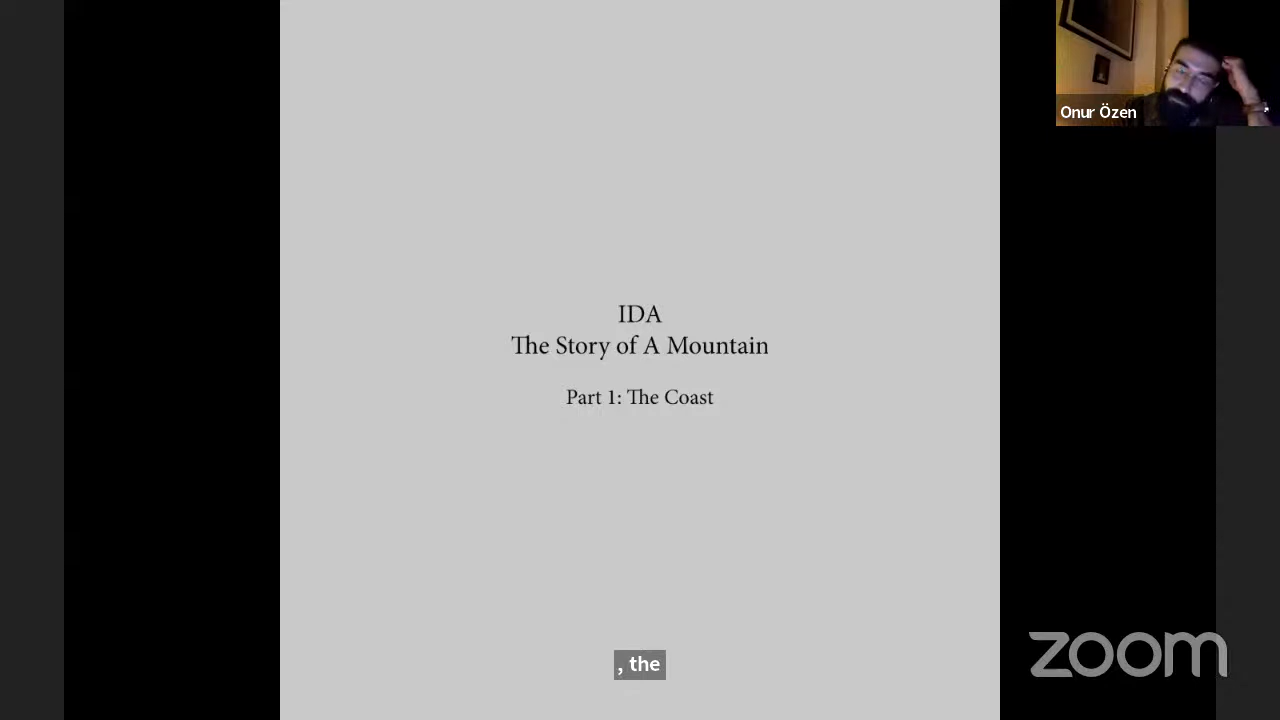 Onur Özen
IDA
The Story of A Mountain
Part 1: The Coast
, the
zoom